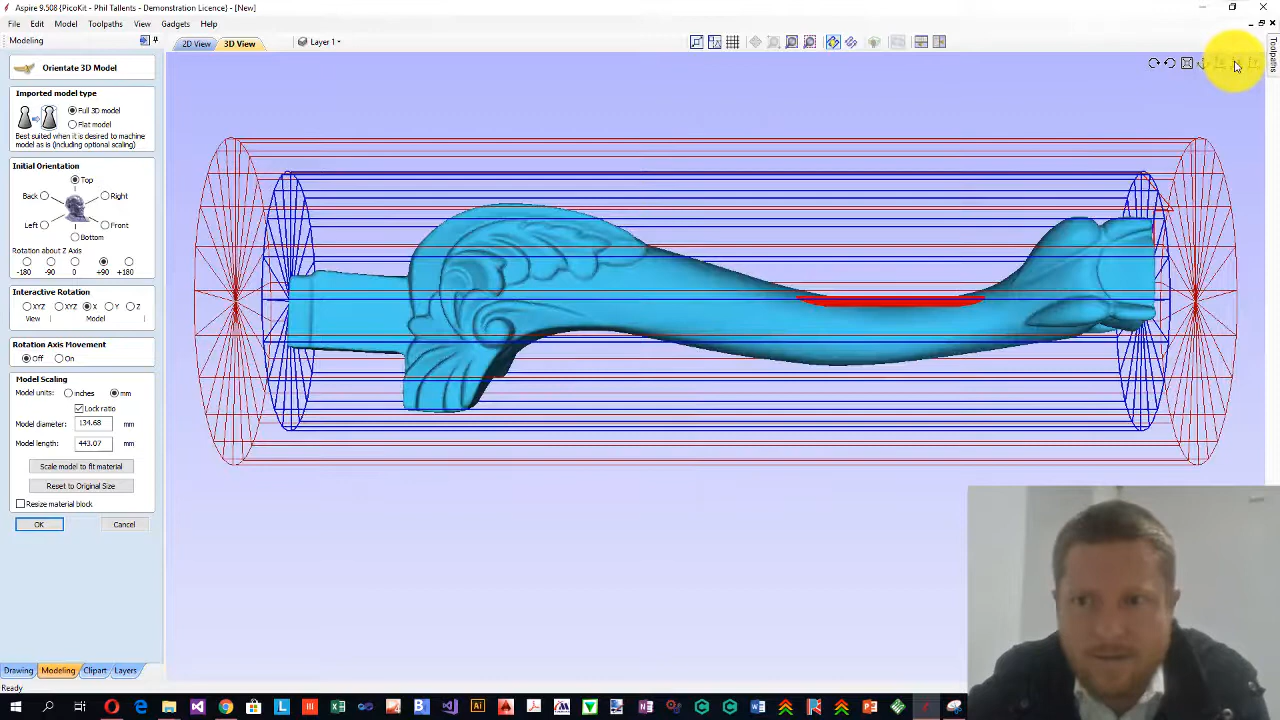 Aspire 9.508 {PicoKit - Phil Tallents - Demonstration Licence} - [New]
File Edit Model Toolpaths View Gadgets Help
Modeling
2D View 3D View Layer 1
Toolpaths
Orientate 3D Model
Imported model type
Full 3D model
Flat model
Best suited when it is desired to machine
model as is (including optional scaling)
Initial Orientation
Top
Back Right
Left Front
Bottom
Rotation about Z Axis
-180 -90 0 +90 +180
Interactive Rotation
XYZ XYZ X Y Z
View Model
Rotation Axis Movement
Off On
Model Scaling
Model units: inches mm
Lock ratio
Model diameter: 134.68 mm
Model length: 443.07 mm
Scale model to fit material
Reset to Original Size
Resize material block
OK Cancel
Drawing Modeling Clipart Layers
Ready